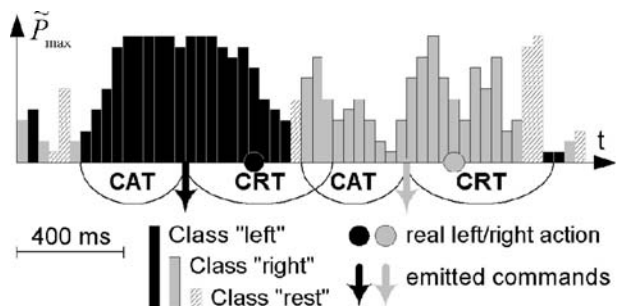 P̃max
t
CAT CRT CAT CRT
400 ms
Class "left"
Class "right"
Class "rest"
real left/right action
emitted commands